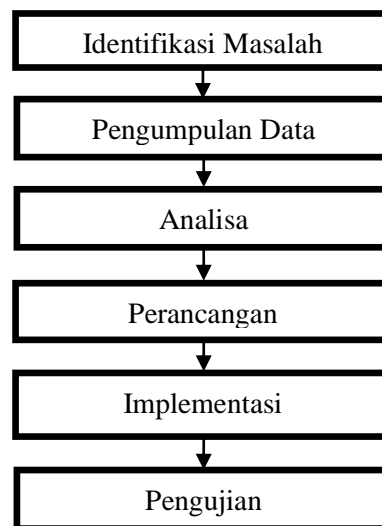 Identifikasi Masalah
Pengumpulan Data
Analisa
Perancangan
Implementasi
Pengujian